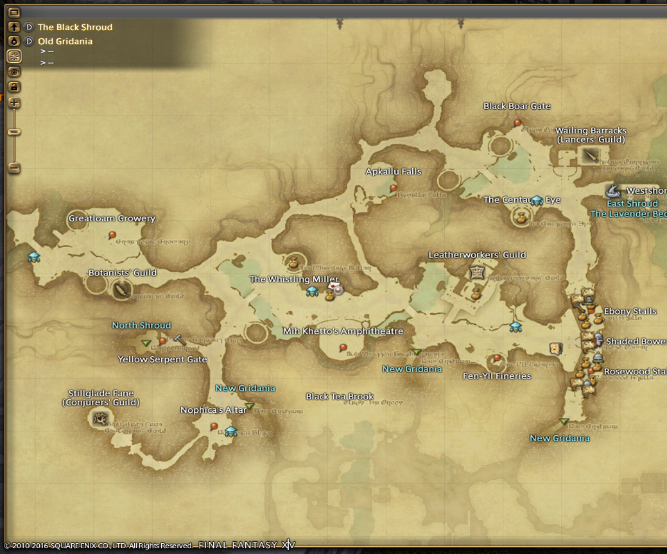 The Black Shroud
Old Gridania
> --
> --
Black Boar Gate
Wailing Barracks
(Lancers' Guild)
Apkallu Falls
Westshor
The Centaur's Eye
East Shroud
The Lavender Bed
Greatloam Growery
Leatherworkers' Guild
Botanists' Guild
The Whistling Miller
Ebony Stalls
North Shroud
Mih Khetto's Amphitheatre
Shaded Bower
Yellow Serpent Gate
New Gridania
Fen-Yll Fineries
Rosewood Stal
New Gridania
Stillglade Fane
(Conjurers' Guild)
Black Tea Brook
Nophica's Altar
New Gridania
© 2010-2016 SQUARE ENIX CO., LTD. All Rights Reserved. FINAL FANTASY XIV